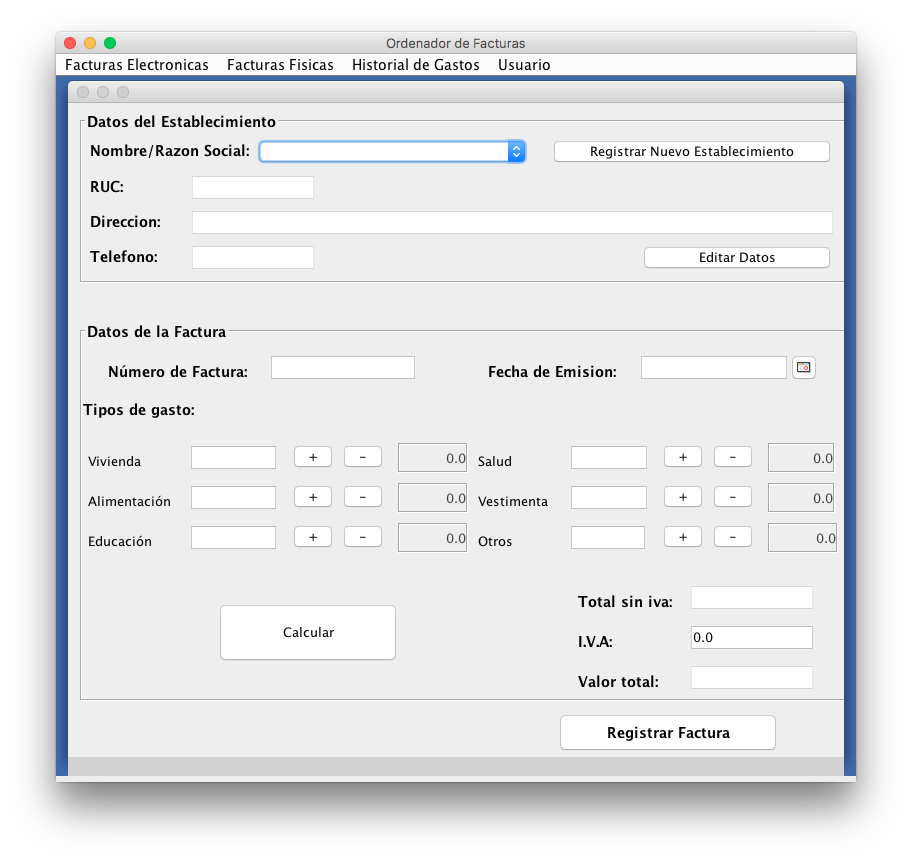 Ordenador de Facturas
Facturas Electronicas Facturas Fisicas Historial de Gastos Usuario
Datos del Establecimiento
Nombre/Razon Social: Registrar Nuevo Establecimiento
RUC:
Direccion:
Telefono: Editar Datos
Datos de la Factura
Número de Factura: Fecha de Emision:
Tipos de gasto:
Vivienda + - 0.0 Salud + - 0.0
Alimentación + - 0.0 Vestimenta + - 0.0
Educación + - 0.0 Otros + - 0.0
Total sin iva:
Calcular
I.V.A: 0.0
Valor total:
Registrar Factura